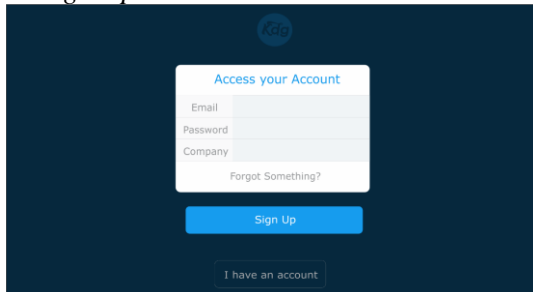 Kdg
Access your Account
Email
Password
Company
Forgot Something?
Sign Up
I have an account